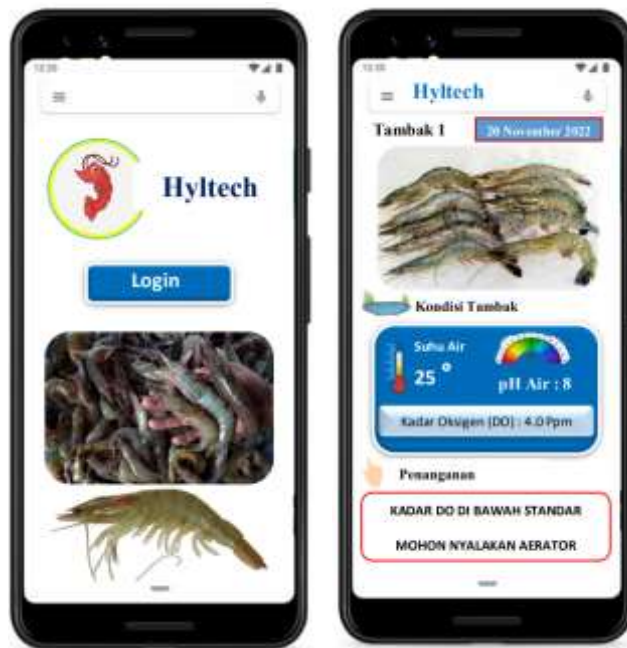 Hyltech
Login
Hyltech
Tambak 1
20 November 2022
Kondisi Tambak
Suhu Air
25 °
pH Air : 8
Kadar Oksigen (DO) : 4.0 Ppm
Penanganan
KADAR DO DI BAWAH STANDAR
MOHON NYALAKAN AERATOR